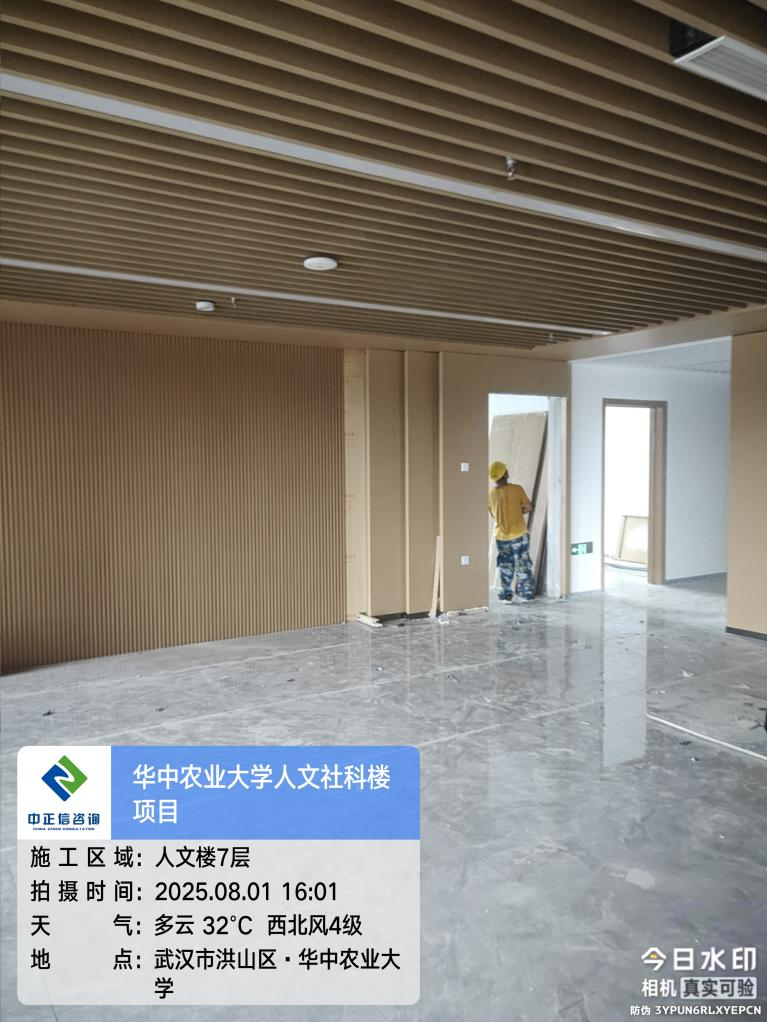 华中农业大学人文社科楼
项目
中正信咨询
施工区域：人文楼7层
拍摄时间：2025.08.01 16:01
天气：多云 32℃ 西北风4级
地点：武汉市洪山区·华中农业大
学
今日水印
相机 真实可验
防伪 3YPUN6RLXYEPCN